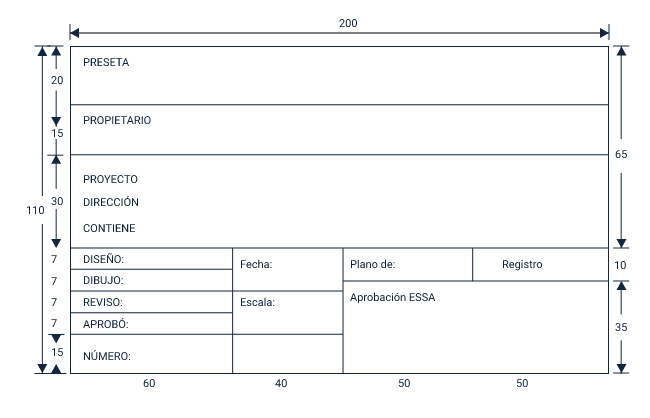 200
PRESETA
20
PROPIETARIO
15
65
PROYECTO
30
DIRECCIÓN
110
CONTIENE
7
DISEÑO:
Fecha:
Plano de:
Registro
10
7
DIBUJO:
7
REVISO:
Escala:
Aprobación ESSA
7
APROBÓ:
35
15
NÚMERO:
60
40
50
50